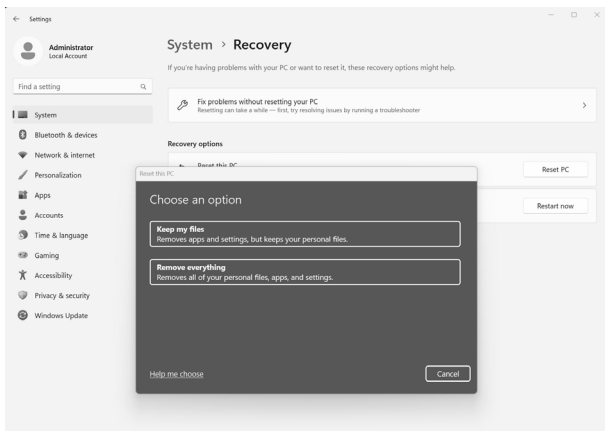 Settings
Administrator
Local Account
Find a setting
System
Bluetooth & devices
Network & internet
Personalization
Apps
Accounts
Time & language
Gaming
Accessibility
Privacy & security
Windows Update
System > Recovery
If you're having problems with your PC or want to reset it, these recovery options might help.
Fix problems without resetting your PC
Resetting can take a while — first, try resolving issues by running a troubleshooter
Recovery options
Reset this PC
Reset PC
Restart now
Reset this PC
Choose an option
Keep my files
Removes apps and settings, but keeps your personal files.
Remove everything
Removes all of your personal files, apps, and settings.
Help me choose
Cancel